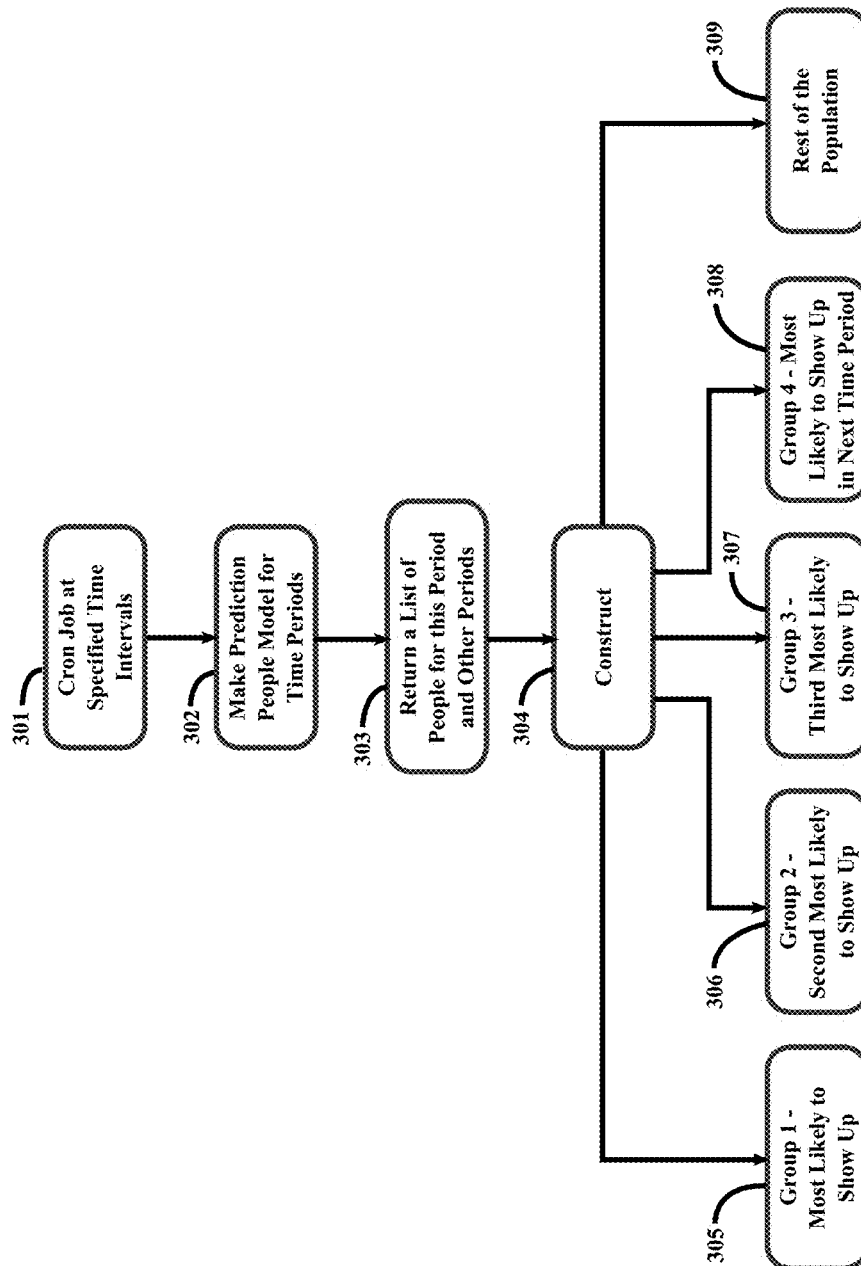 301
Cron Job at
Specified Time
Intervals
302
Make Prediction
People Model for
Time Periods
303
Return a List of
People for this Period
and Other Periods
304
Construct
305
Group 1 -
Most Likely to
Show Up
306
Group 2 -
Second Most Likely
to Show Up
307
Group 3 -
Third Most Likely
to Show Up
308
Group 4 - Most
Likely to Show Up
in Next Time Period
309
Rest of the
Population